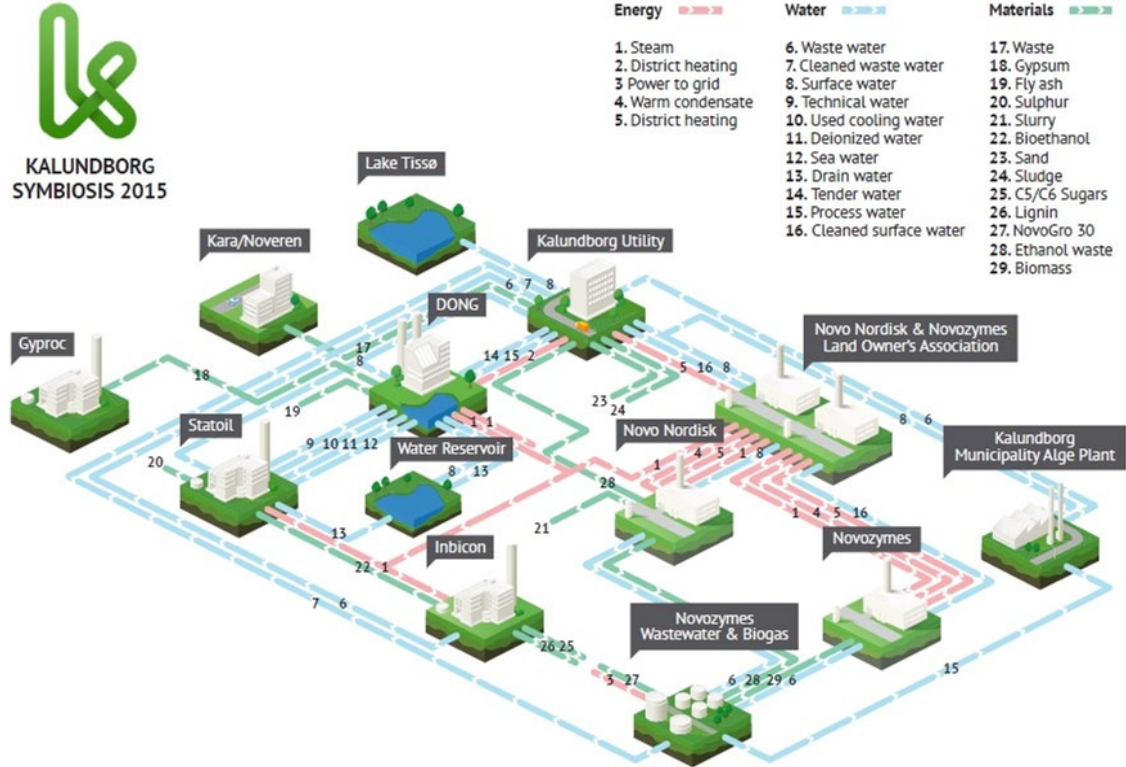 KALUNDBORG
SYMBIOSIS 2015
Energy
1. Steam
2. District heating
3 Power to grid
4. Warm condensate
5. District heating
Water
6. Waste water
7. Cleaned waste water
8. Surface water
9. Technical water
10. Used cooling water
11. Deionized water
12. Sea water
13. Drain water
14. Tender water
15. Process water
16. Cleaned surface water
Materials
17. Waste
18. Gypsum
19. Fly ash
20. Sulphur
21. Slurry
22. Bioethanol
23. Sand
24. Sludge
25. C5/C6 Sugars
26. Lignin
27. NovoGro 30
28. Ethanol waste
29. Biomass
Lake Tissø
Kara/Noveren
Kalundborg Utility
6 7 8
DONG
Gyproc
Novo Nordisk & Novozymes
Land Owner's Association
17
8
14 15 2
18
5 16 8
19
23
24
8 6
Statoil
9 10 11 12
1 1
Water Reservoir
Novo Nordisk
Kalundborg
Municipality Alge Plant
20
8 13
1 4 5 1 8
28
21
1 4 5 16
13
Inbicon
Novozymes
22 1
7 6
Novozymes
Wastewater & Biogas
26 25
3 27
6 28 29 6
15